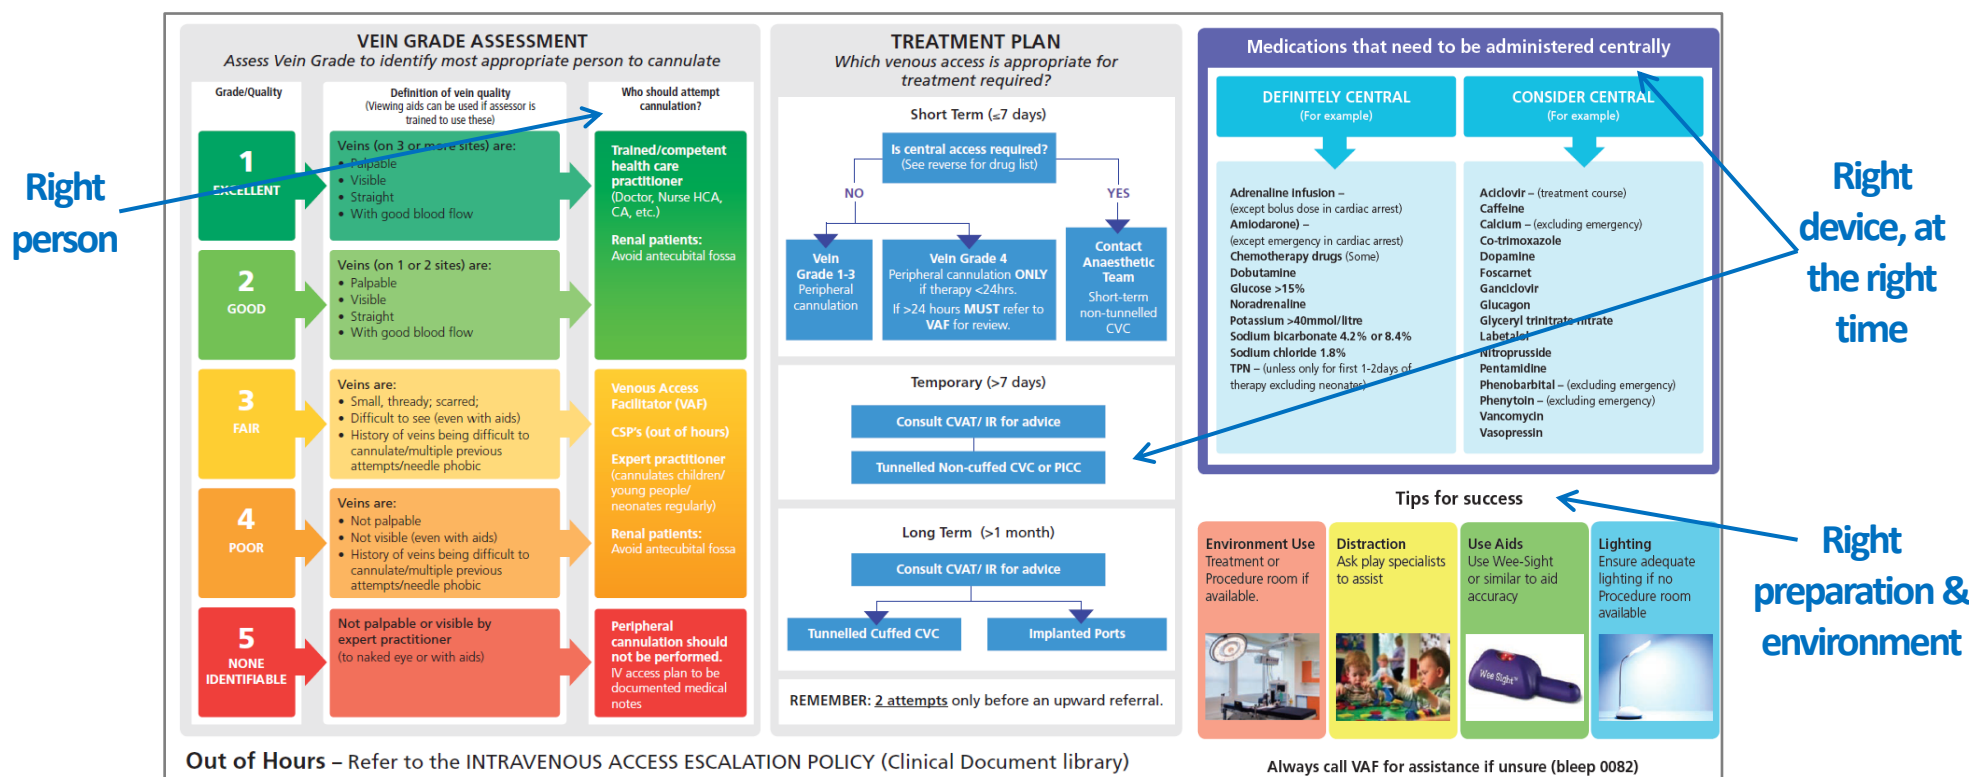 Right
person
VEIN GRADE ASSESSMENT
Assess Vein Grade to identify most appropriate person to cannulate
Grade/Quality
Definition of vein quality
(Viewing aids can be used if assessor is
trained to use these)
Who should attempt
cannulation?
1
EXCELLENT
Veins (on 3 or more sites) are:
• Palpable
• Visible
• Straight
• With good blood flow
Trained/competent
health care
practitioner
(Doctor, Nurse HCA,
CA, etc.)
Renal patients:
Avoid antecubital fossa
2
GOOD
Veins (on 1 or 2 sites) are:
• Palpable
• Visible
• Straight
• With good blood flow
3
FAIR
Veins are:
• Small, thready; scarred;
• Difficult to see (even with aids)
• History of veins being difficult to
cannulate/multiple previous
attempts/needle phobic
Venous Access
Facilitator (VAF)
CSP's (out of hours)
Expert practitioner
(cannulates children/
young people/
neonates regularly)
Renal patients:
Avoid antecubital fossa
4
POOR
Veins are:
• Not palpable
• Not visible (even with aids)
• History of veins being difficult to
cannulate/multiple previous
attempts/needle phobic
5
NONE
IDENTIFIABLE
Not palpable or visible by
expert practitioner
(to naked eye or with aids)
Peripheral
cannulation should
not be performed.
IV access plan to be
documented medical
notes
TREATMENT PLAN
Which venous access is appropriate for
treatment required?
Short Term (≤7 days)
Is central access required?
(See reverse for drug list)
NO
YES
Vein
Grade 1-3
Peripheral
cannulation
Vein Grade 4
Peripheral cannulation ONLY
if therapy <24hrs.
If >24 hours MUST refer to
VAF for review.
Contact
Anaesthetic
Team
Short-term
non-tunnelled
CVC
Temporary (>7 days)
Consult CVAT/ IR for advice
Tunnelled Non-cuffed CVC or PICC
Long Term (>1 month)
Consult CVAT/ IR for advice
Tunnelled Cuffed CVC
Implanted Ports
REMEMBER: 2 attempts only before an upward referral.
Medications that need to be administered centrally
DEFINITELY CENTRAL
(For example)
Adrenaline infusion –
(except bolus dose in cardiac arrest)
Amiodarone) –
(except emergency in cardiac arrest)
Chemotherapy drugs (Some)
Dobutamine
Glucose >15%
Noradrenaline
Potassium >40mmol/litre
Sodium bicarbonate 4.2% or 8.4%
Sodium chloride 1.8%
TPN – (unless only for first 1-2days of
therapy excluding neonates)
CONSIDER CENTRAL
(For example)
Aciclovir – (treatment course)
Caffeine
Calcium – (excluding emergency)
Co-trimoxazole
Dopamine
Foscarnet
Ganciclovir
Glucagon
Glyceryl trinitrate nitrate
Labetalol
Nitroprusside
Pentamidine
Phenobarbital – (excluding emergency)
Phenytoin – (excluding emergency)
Vancomycin
Vasopressin
Right
device, at
the right
time
Tips for success
Environment Use
Treatment or
Procedure room if
available.
Distraction
Ask play specialists
to assist
Use Aids
Use Wee-Sight
or similar to aid
accuracy
Wee Sight™
Lighting
Ensure adequate
lighting if no
Procedure room
available
Right
preparation &
environment
Out of Hours – Refer to the INTRAVENOUS ACCESS ESCALATION POLICY (Clinical Document library)
Always call VAF for assistance if unsure (bleep 0082)